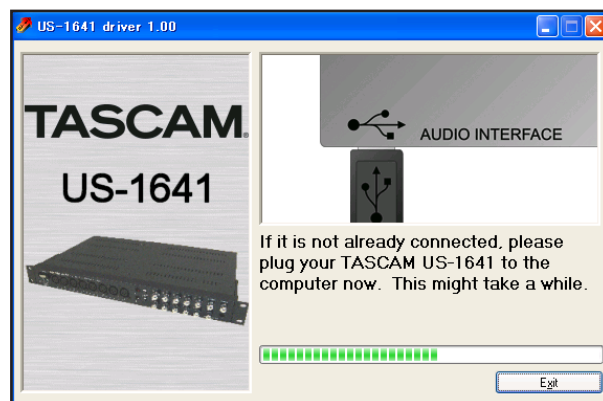 US-1641 driver 1.00
TASCAM.
US-1641
AUDIO INTERFACE
If it is not already connected, please
plug your TASCAM US-1641 to the
computer now.  This might take a while.
Exit